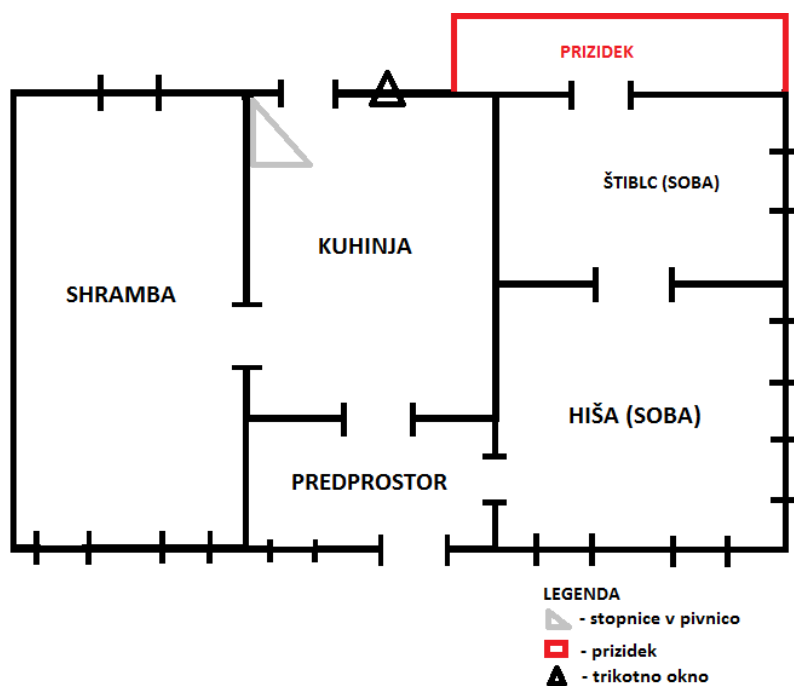 PRIZIDEK
ŠTIBLC (SOBA)
KUHINJA
SHRAMBA
HIŠA (SOBA)
PREDPROSTOR
LEGENDA
- stopnice v pivnico
- prizidek
- trikotno okno